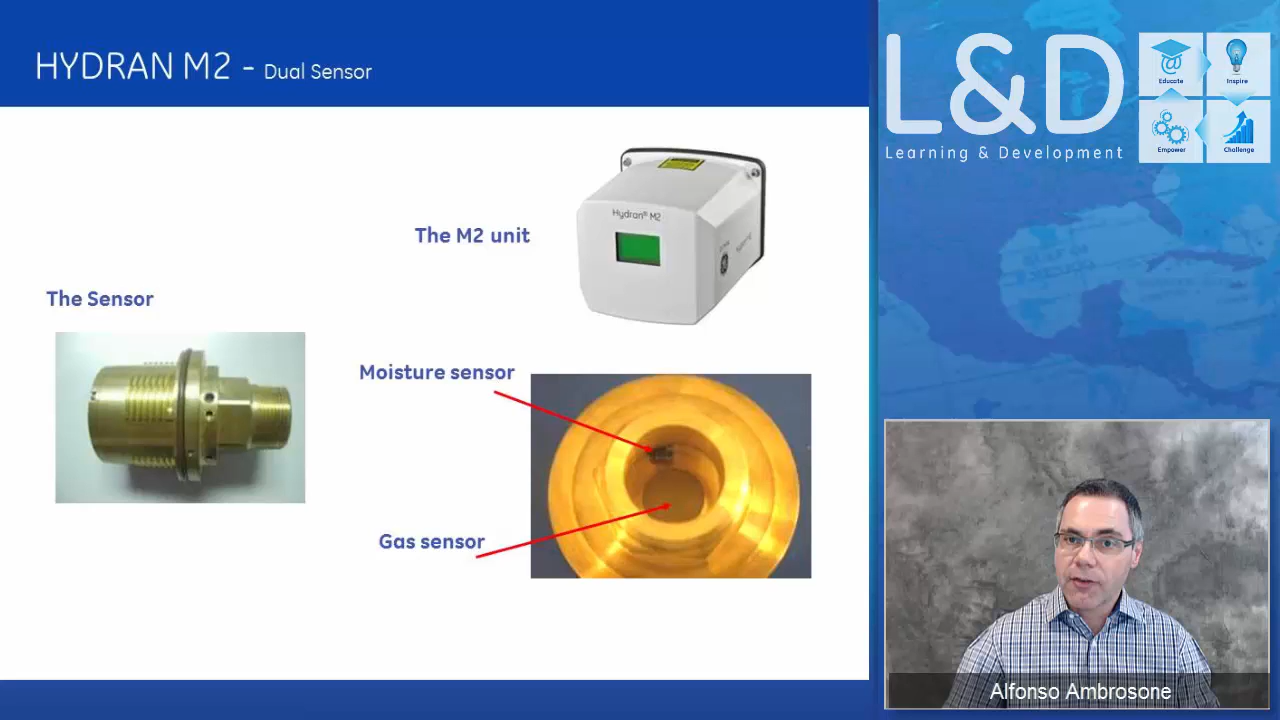 HYDRAN M2 - Dual Sensor
The M2 unit
Hydran® M2
The Sensor
Moisture sensor
Gas sensor
L&D
Learning & Development
Educate
Inspire
Empower
Challenge
Alfonso Ambrosone